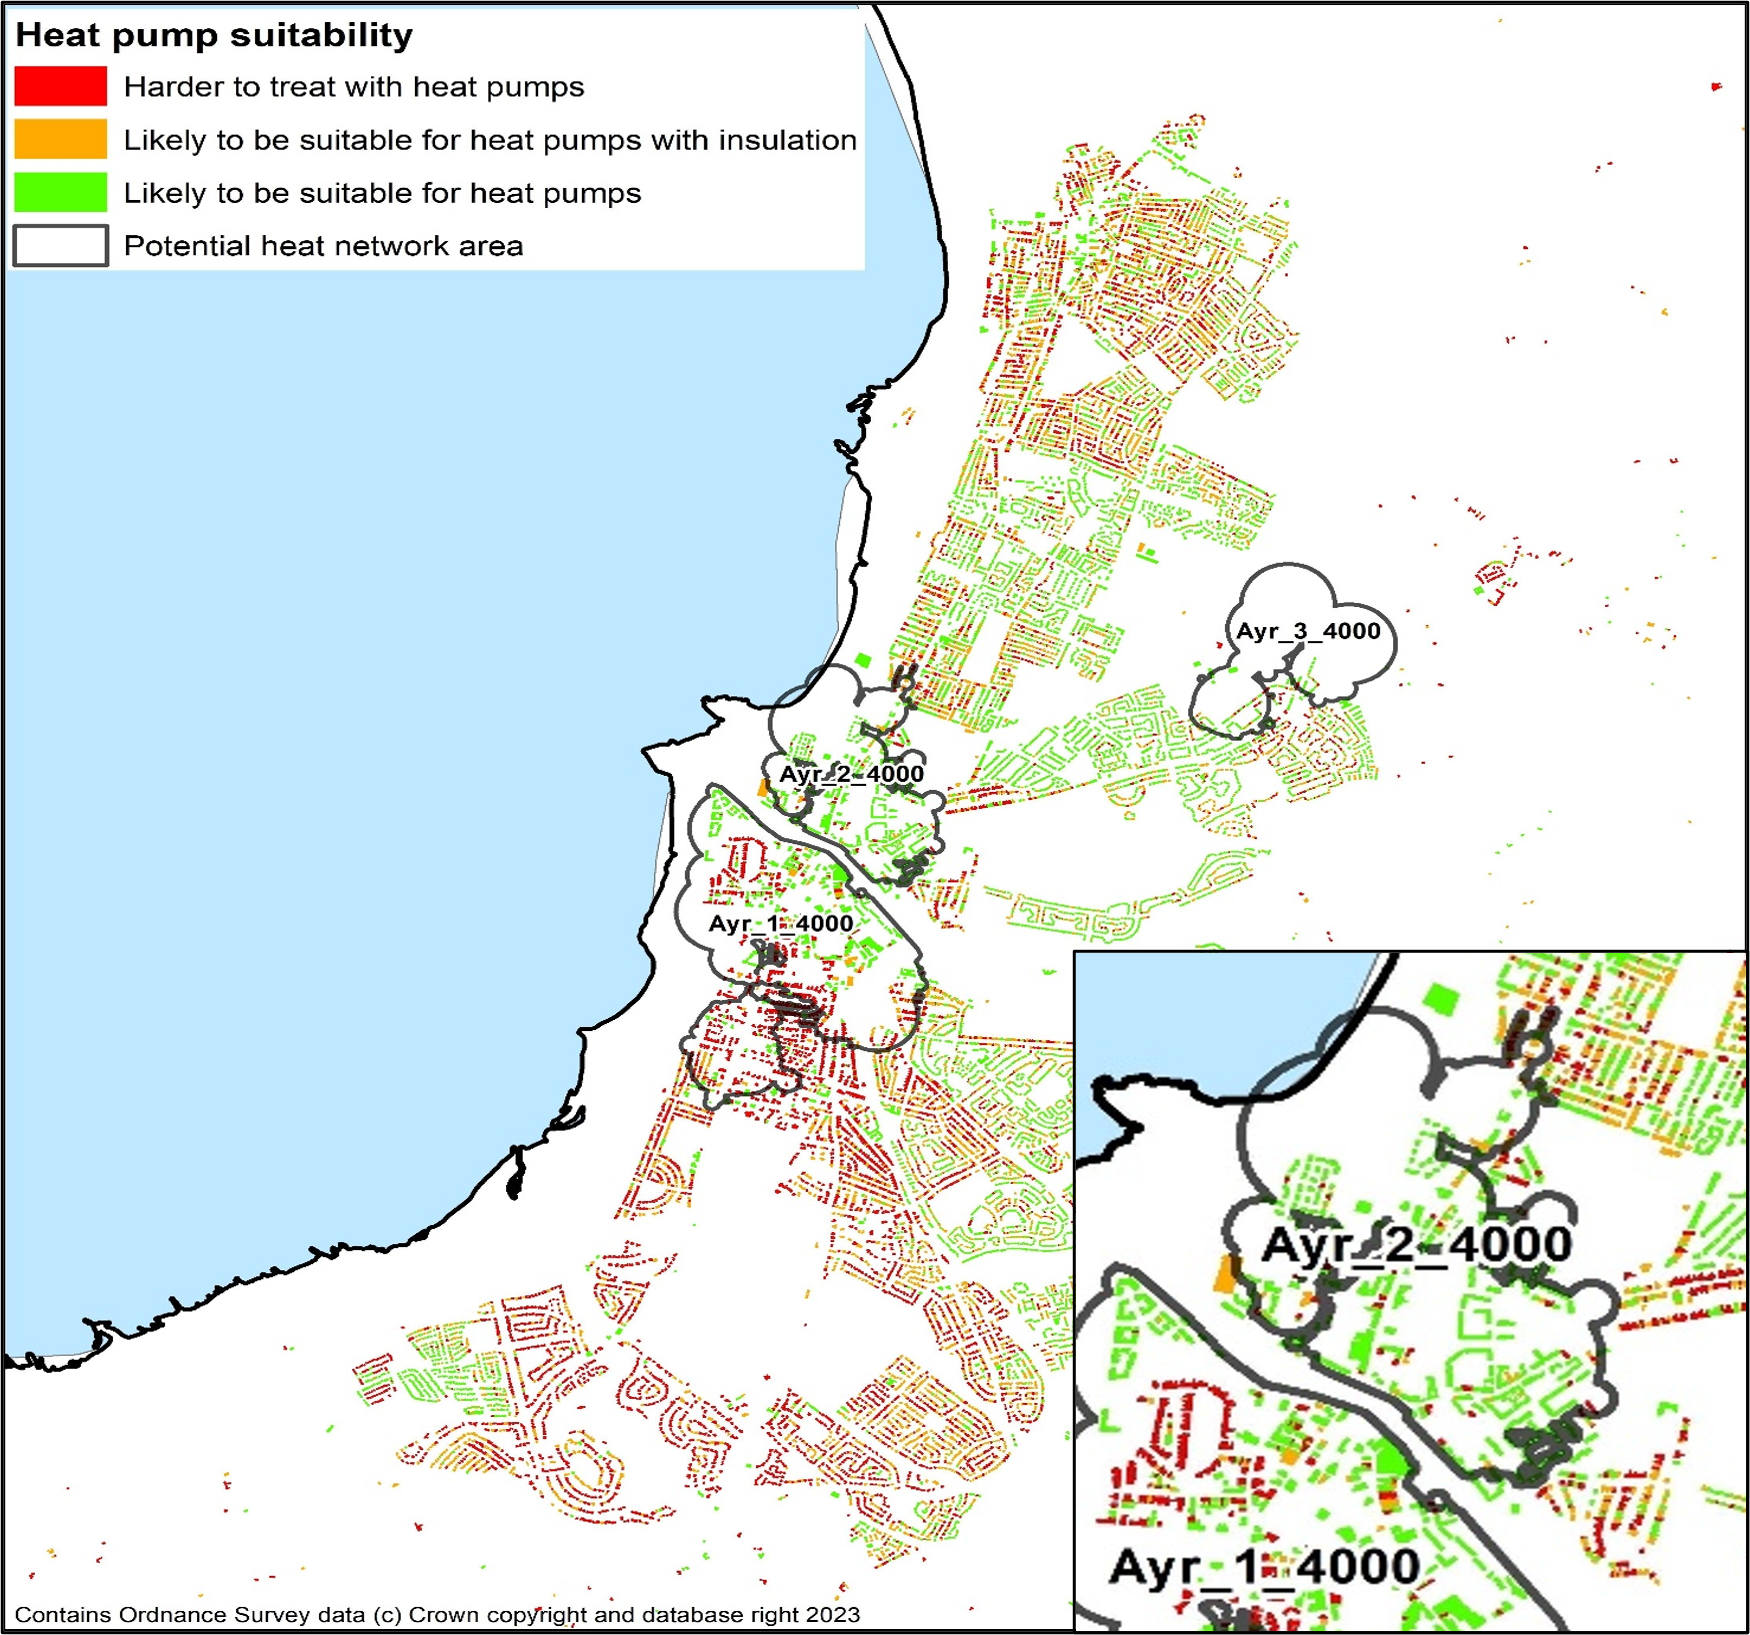 Heat pump suitability
Harder to treat with heat pumps
Likely to be suitable for heat pumps with insulation
Likely to be suitable for heat pumps
Potential heat network area
Ayr_3_4000
Ayr_2_4000
Ayr_1_4000
Ayr_2_4000
Ayr_1_4000
Contains Ordnance Survey data (c) Crown copyright and database right 2023